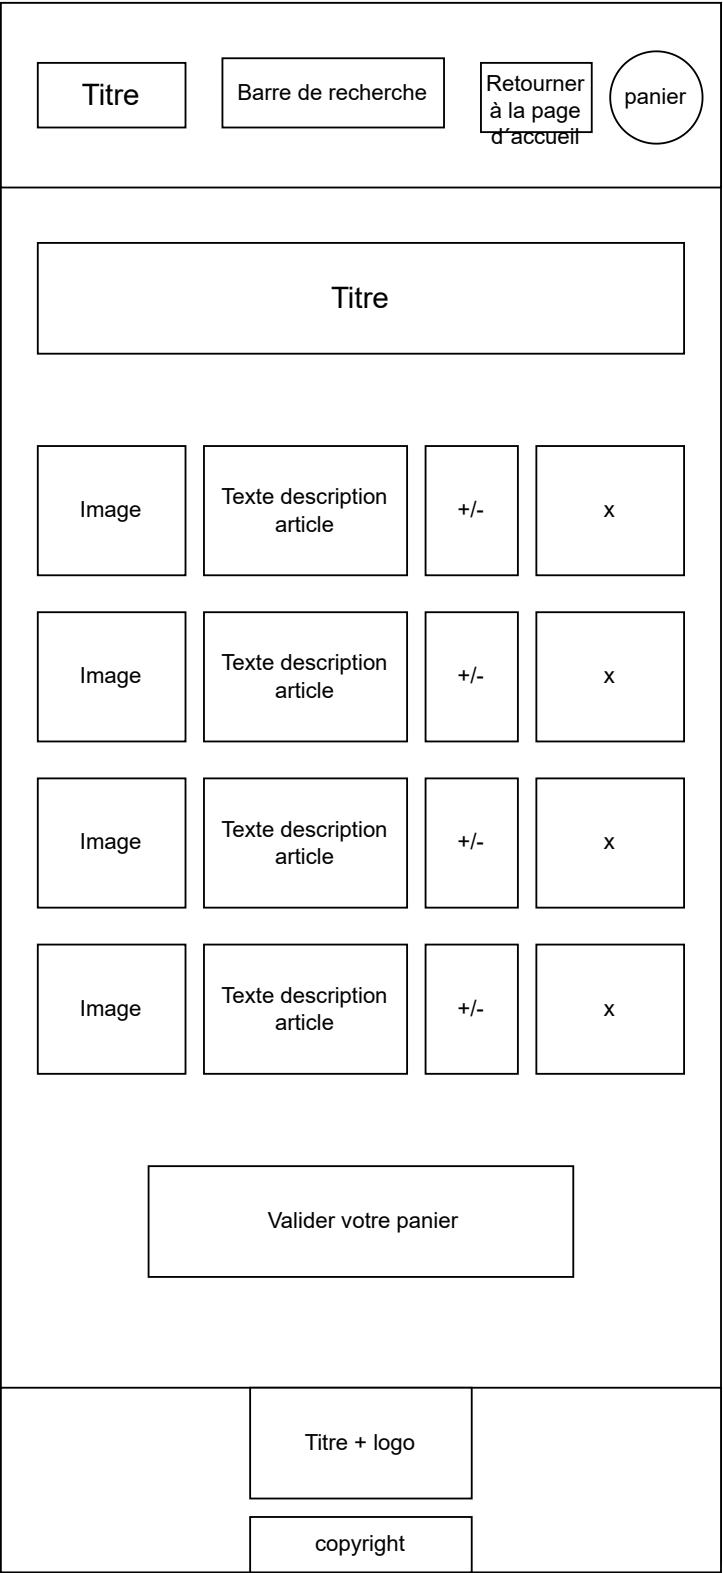 Titre
Barre de recherche
Retourner
à la page
d´accueil
panier
Titre
Image
Texte description
article
+/-
x
Image
Texte description
article
+/-
x
Image
Texte description
article
+/-
x
Image
Texte description
article
+/-
x
Valider votre panier
Titre + logo
copyright